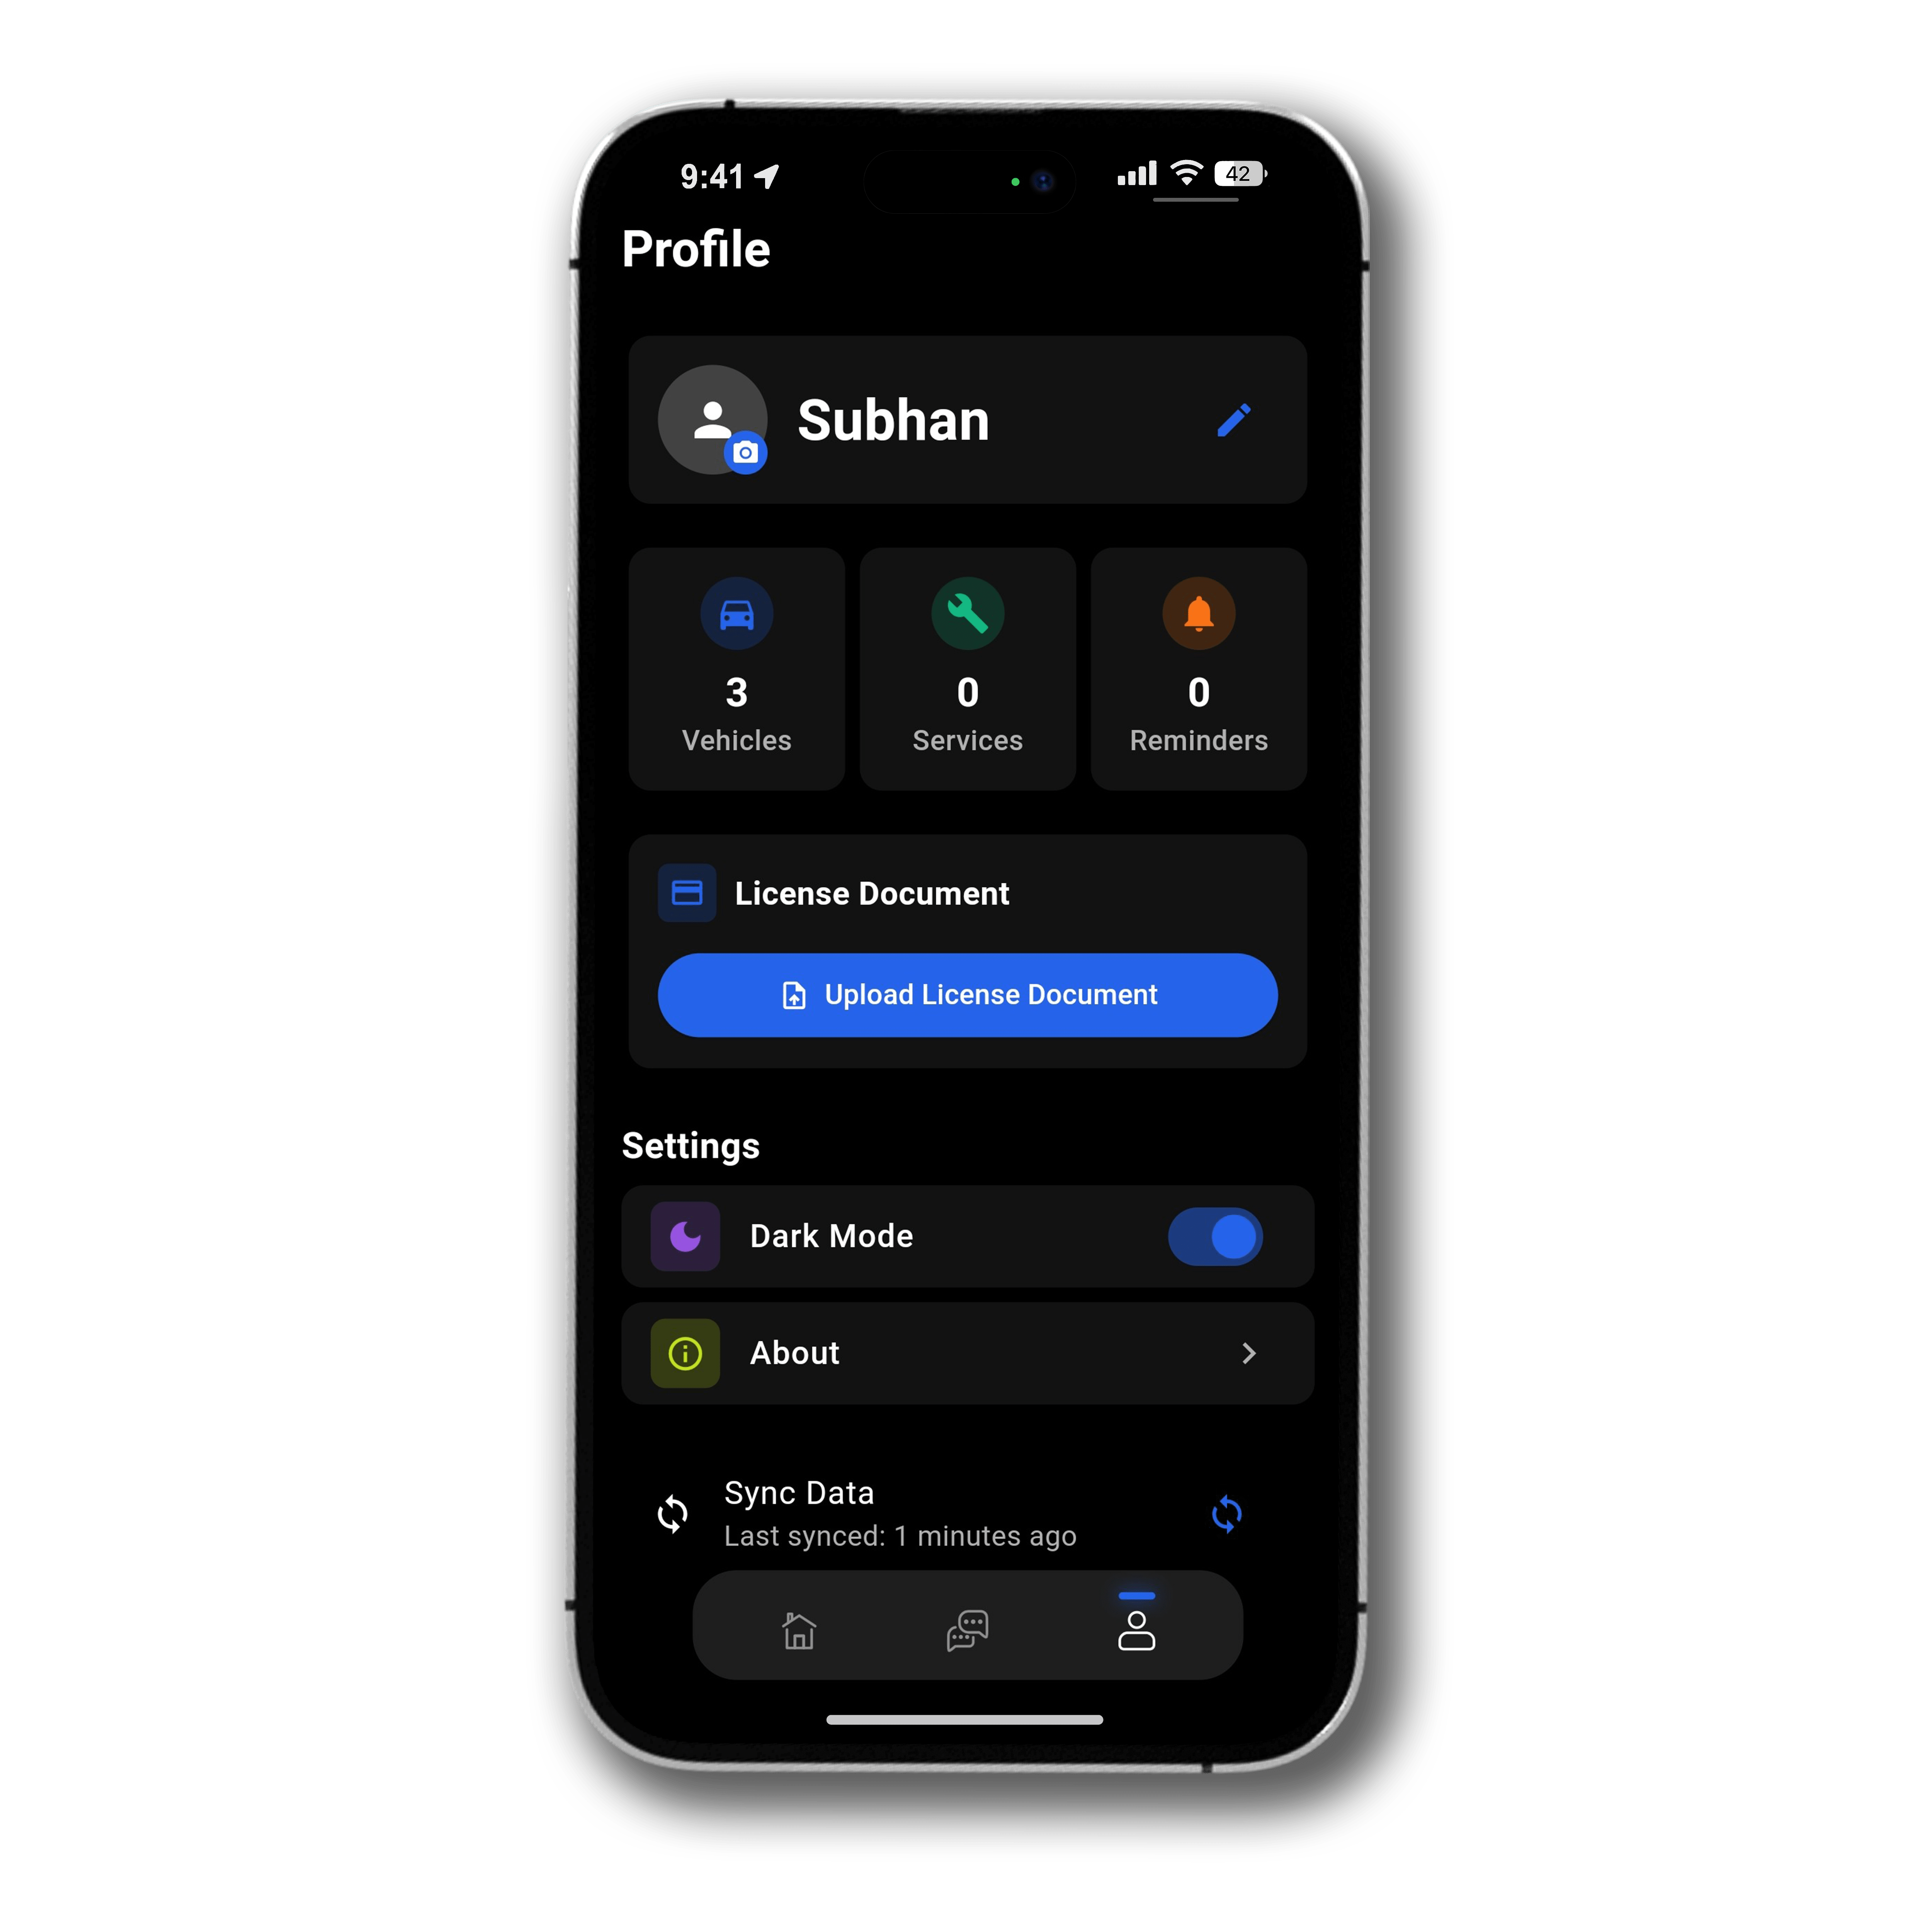 9:41
42
Profile
Subhan
3
0
0
Vehicles
Services
Reminders
License Document
Upload License Document
Settings
Dark Mode
About
Sync Data
Last synced: 1 minutes ago